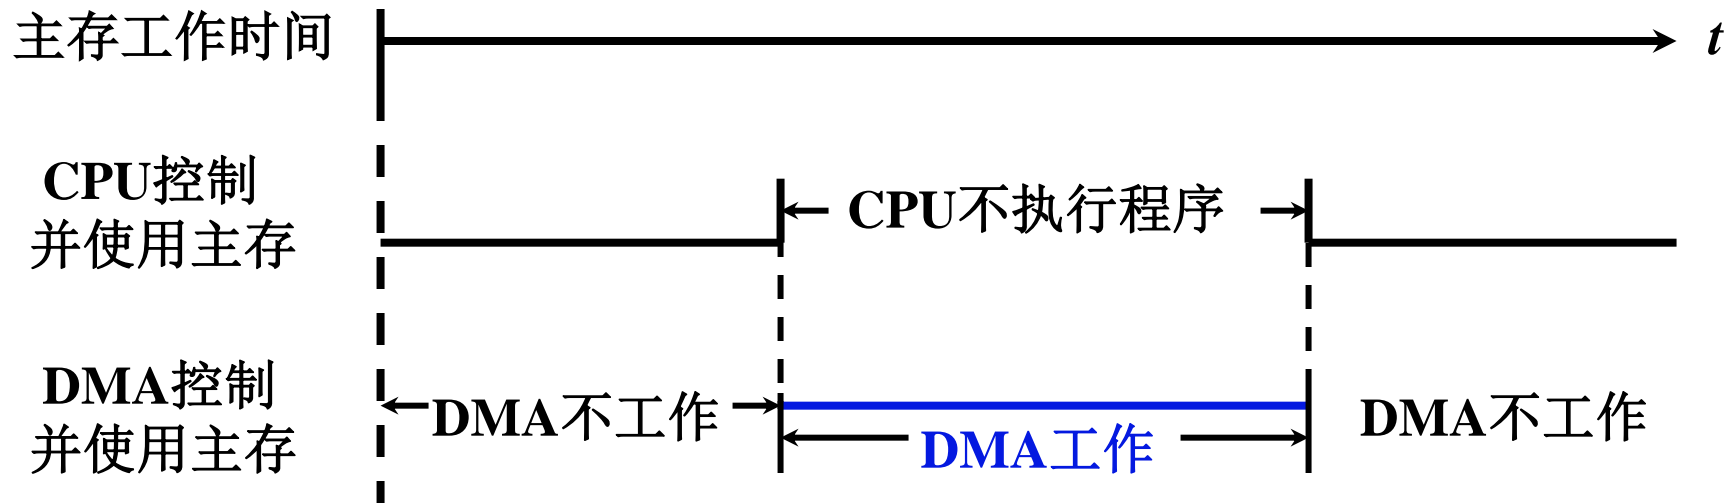 主存工作时间
t
CPU控制
并使用主存
CPU不执行程序
DMA控制
并使用主存
DMA不工作
DMA工作
DMA不工作